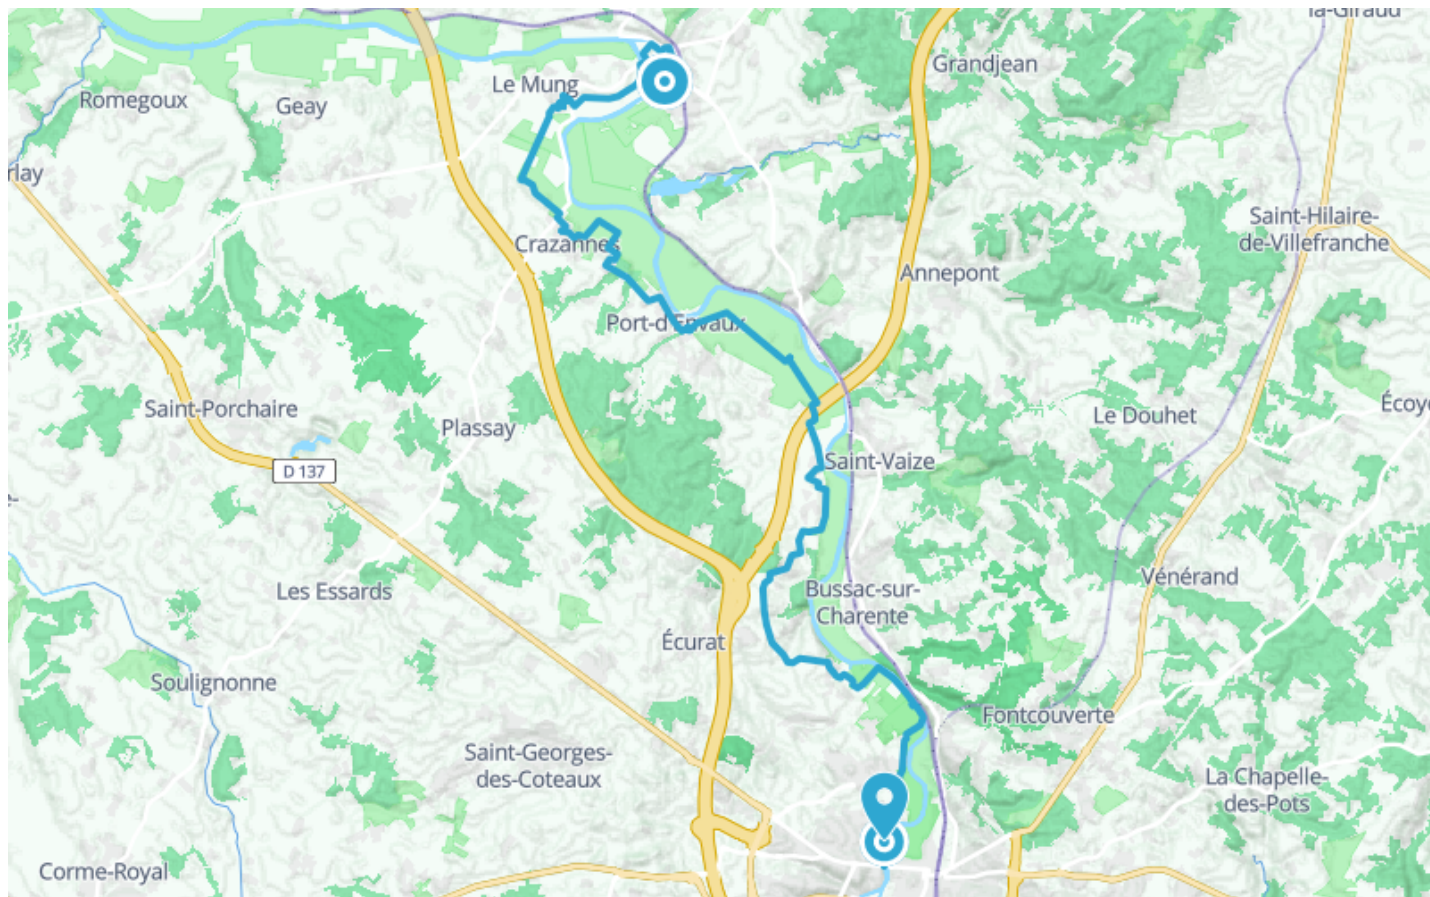 la-Giraud
Grandjean
Le Mung
Romegoux
Geay
rlay
Saint-Hilaire-
de-Villefranche
Crazannes
Annepont
Port-d'Envaux
Saint-Porchaire
Plassay
Le Douhet
Écoy
D 137
Saint-Vaize
Les Essards
Bussac-sur-
Charente
Vénérand
Écurat
Soulignonne
Fontcouverte
Saint-Georges-
des-Coteaux
La Chapelle-
des-Pots
Corme-Royal